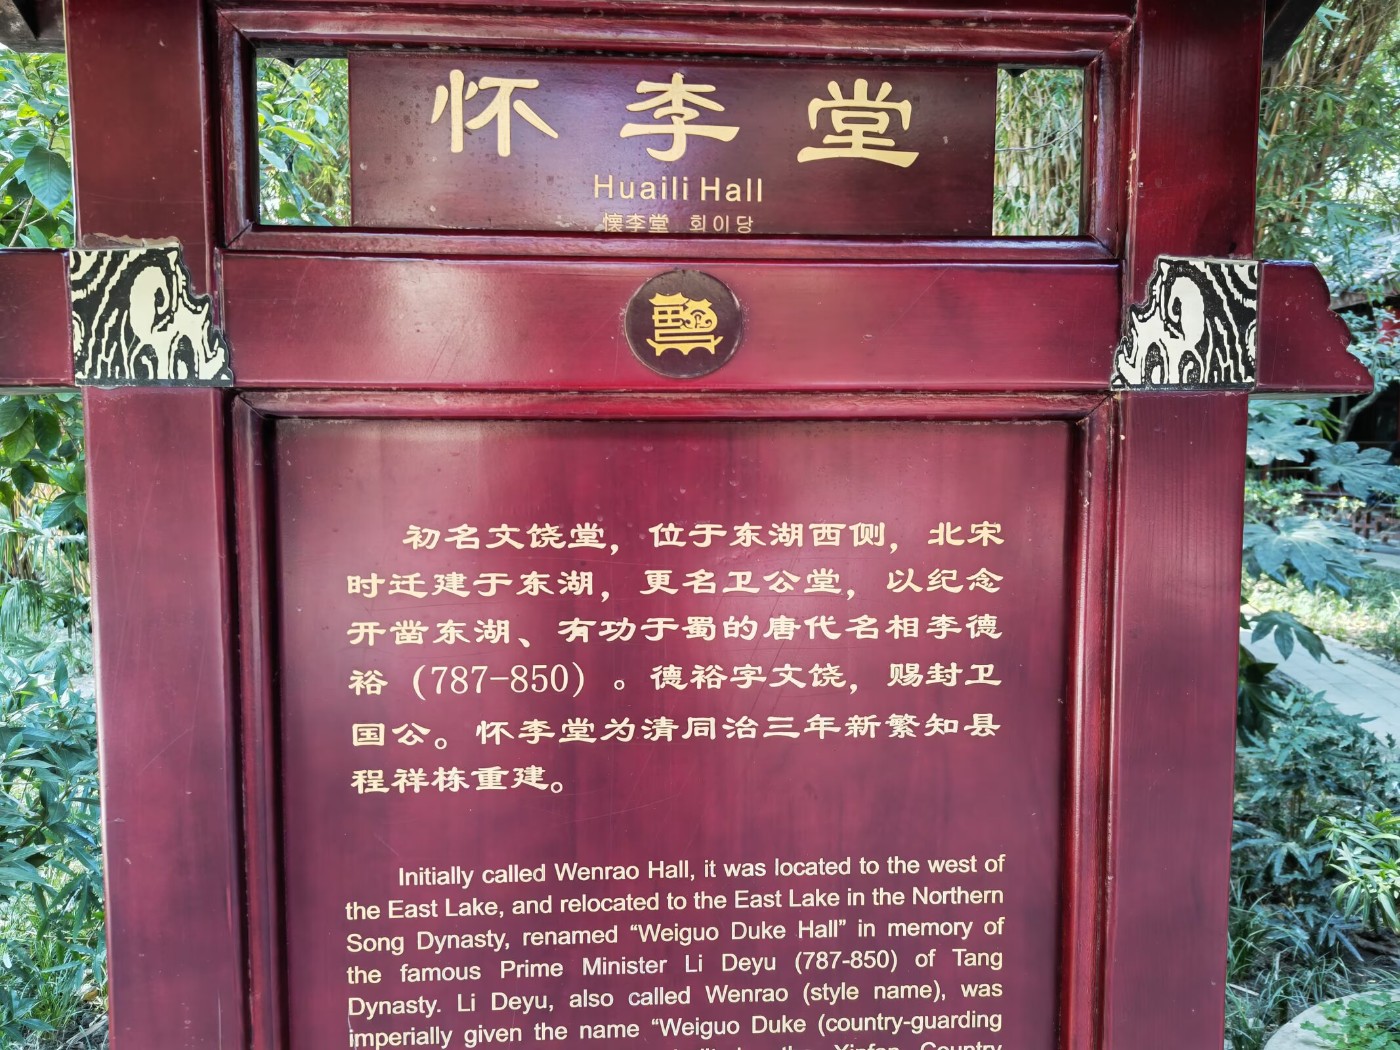 怀李堂
Huaili Hall
懐李堂 회이당
初名文饶堂，位于东湖西侧，北宋
时迁建于东湖，更名卫公堂，以纪念
开凿东湖、有功于蜀的唐代名相李德
裕（787-850）。德裕字文饶，赐封卫
国公。怀李堂为清同治三年新繁知县
程祥栋重建。
Initially called Wenrao Hall, it was located to the west of
the East Lake, and relocated to the East Lake in the Northern
Song Dynasty, renamed “Weiguo Duke Hall” in memory of
the famous Prime Minister Li Deyu (787-850) of Tang
Dynasty. Li Deyu, also called Wenrao (style name), was
imperially given the name “Weiguo Duke (country-guarding
Xinfan Country